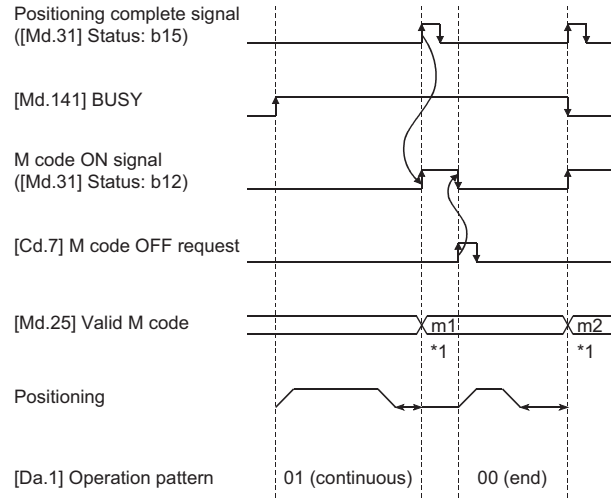 Positioning complete signal
([Md.31] Status: b15)
[Md.141] BUSY
M code ON signal
([Md.31] Status: b12)
[Cd.7] M code OFF request
[Md.25] Valid M code
m1
m2
*1
*1
Positioning
[Da.1] Operation pattern
01 (continuous)
00 (end)